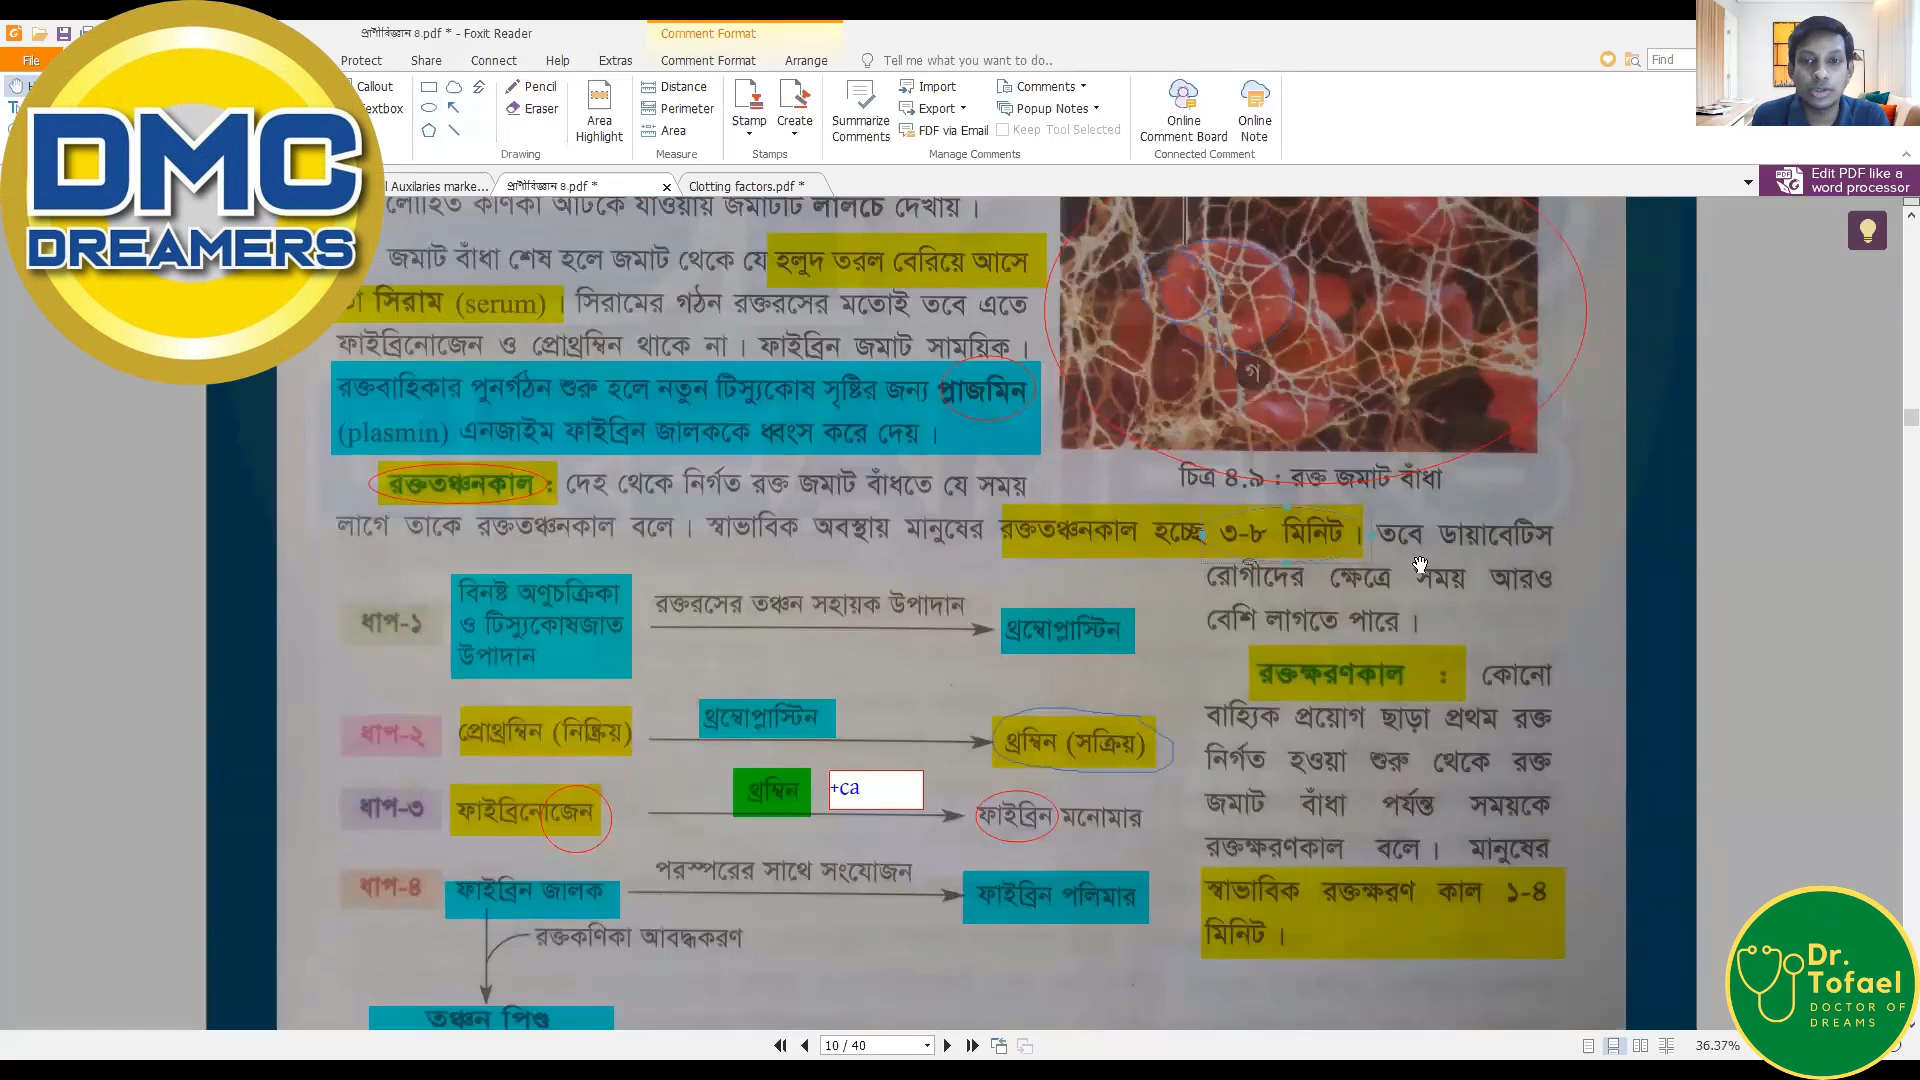 প্রাণীবিজ্ঞান ৪.pdf * - Foxit Reader
Comment Format
File
Protect
Share
Connect
Help
Extras
Comment Format
Arrange
Tell me what you want to do..
Find
Callout
Textbox
Pencil
Eraser
Drawing
Area
Highlight
Distance
Perimeter
Area
Measure
Stamp
Create
Stamps
Summarize
Comments
Import
Export
FDF via Email
Comments
Popup Notes
Keep Tool Selected
Manage Comments
Online
Comment Board
Online
Note
Connected Comment
Auxilaries marke...
প্রাণীবিজ্ঞান ৪.pdf *
Clotting factors.pdf *
Edit PDF like a
word processor
DMC
DREAMERS
লোহিত কণিকা আটকে যাওয়ায় জমাটটি লালচে দেখায়।
জমাট বাঁধা শেষ হলে জমাট থেকে যে হলুদ তরল বেরিয়ে আসে
তা সিরাম (serum)। সিরামের গঠন রক্তরসের মতোই তবে এতে
ফাইব্রিনোজেন ও প্রোথ্রম্বিন থাকে না। ফাইব্রিন জমাট সাময়িক।
রক্তবাহিকার পুনর্গঠন শুরু হলে নতুন টিস্যুকোষ সৃষ্টির জন্য প্লাজমিন
(plasmin) এনজাইম ফাইব্রিন জালককে ধ্বংস করে দেয়।
গ
চিত্র ৪.৯ : রক্ত জমাট বাঁধা
রক্ততঞ্চনকাল : দেহ থেকে নির্গত রক্ত জমাট বাঁধতে যে সময়
লাগে তাকে রক্ততঞ্চনকাল বলে। স্বাভাবিক অবস্থায় মানুষের রক্ততঞ্চনকাল হচ্ছে ৩-৮ মিনিট। তবে ডায়াবেটিস
রোগীদের ক্ষেত্রে সময় আরও
বেশি লাগতে পারে।
ধাপ-১
বিনষ্ট অণুচক্রিকা
ও টিস্যুকোষজাত
উপাদান
রক্তরসের তঞ্চন সহায়ক উপাদান
থ্রম্বোপ্লাস্টিন
ধাপ-২
প্রোথ্রম্বিন (নিষ্ক্রিয়)
থ্রম্বোপ্লাস্টিন
থ্রম্বিন (সক্রিয়)
ধাপ-৩
ফাইব্রিনোজেন
থ্রম্বিন
+ca
ফাইব্রিন মনোমার
ধাপ-৪
ফাইব্রিন জালক
পরস্পরের সাথে সংযোজন
ফাইব্রিন পলিমার
রক্তকণিকা আবদ্ধকরণ
তঞ্চন পিণ্ড
রক্তক্ষরণকাল : কোনো
বাহ্যিক প্রয়োগ ছাড়া প্রথম রক্ত
নির্গত হওয়া শুরু থেকে রক্ত
জমাট বাঁধা পর্যন্ত সময়কে
রক্তক্ষরণকাল বলে। মানুষের
স্বাভাবিক রক্তক্ষরণ কাল ১-৪
মিনিট।
Dr.
Tofael
DOCTOR OF
DREAMS
10 / 40
36.37%